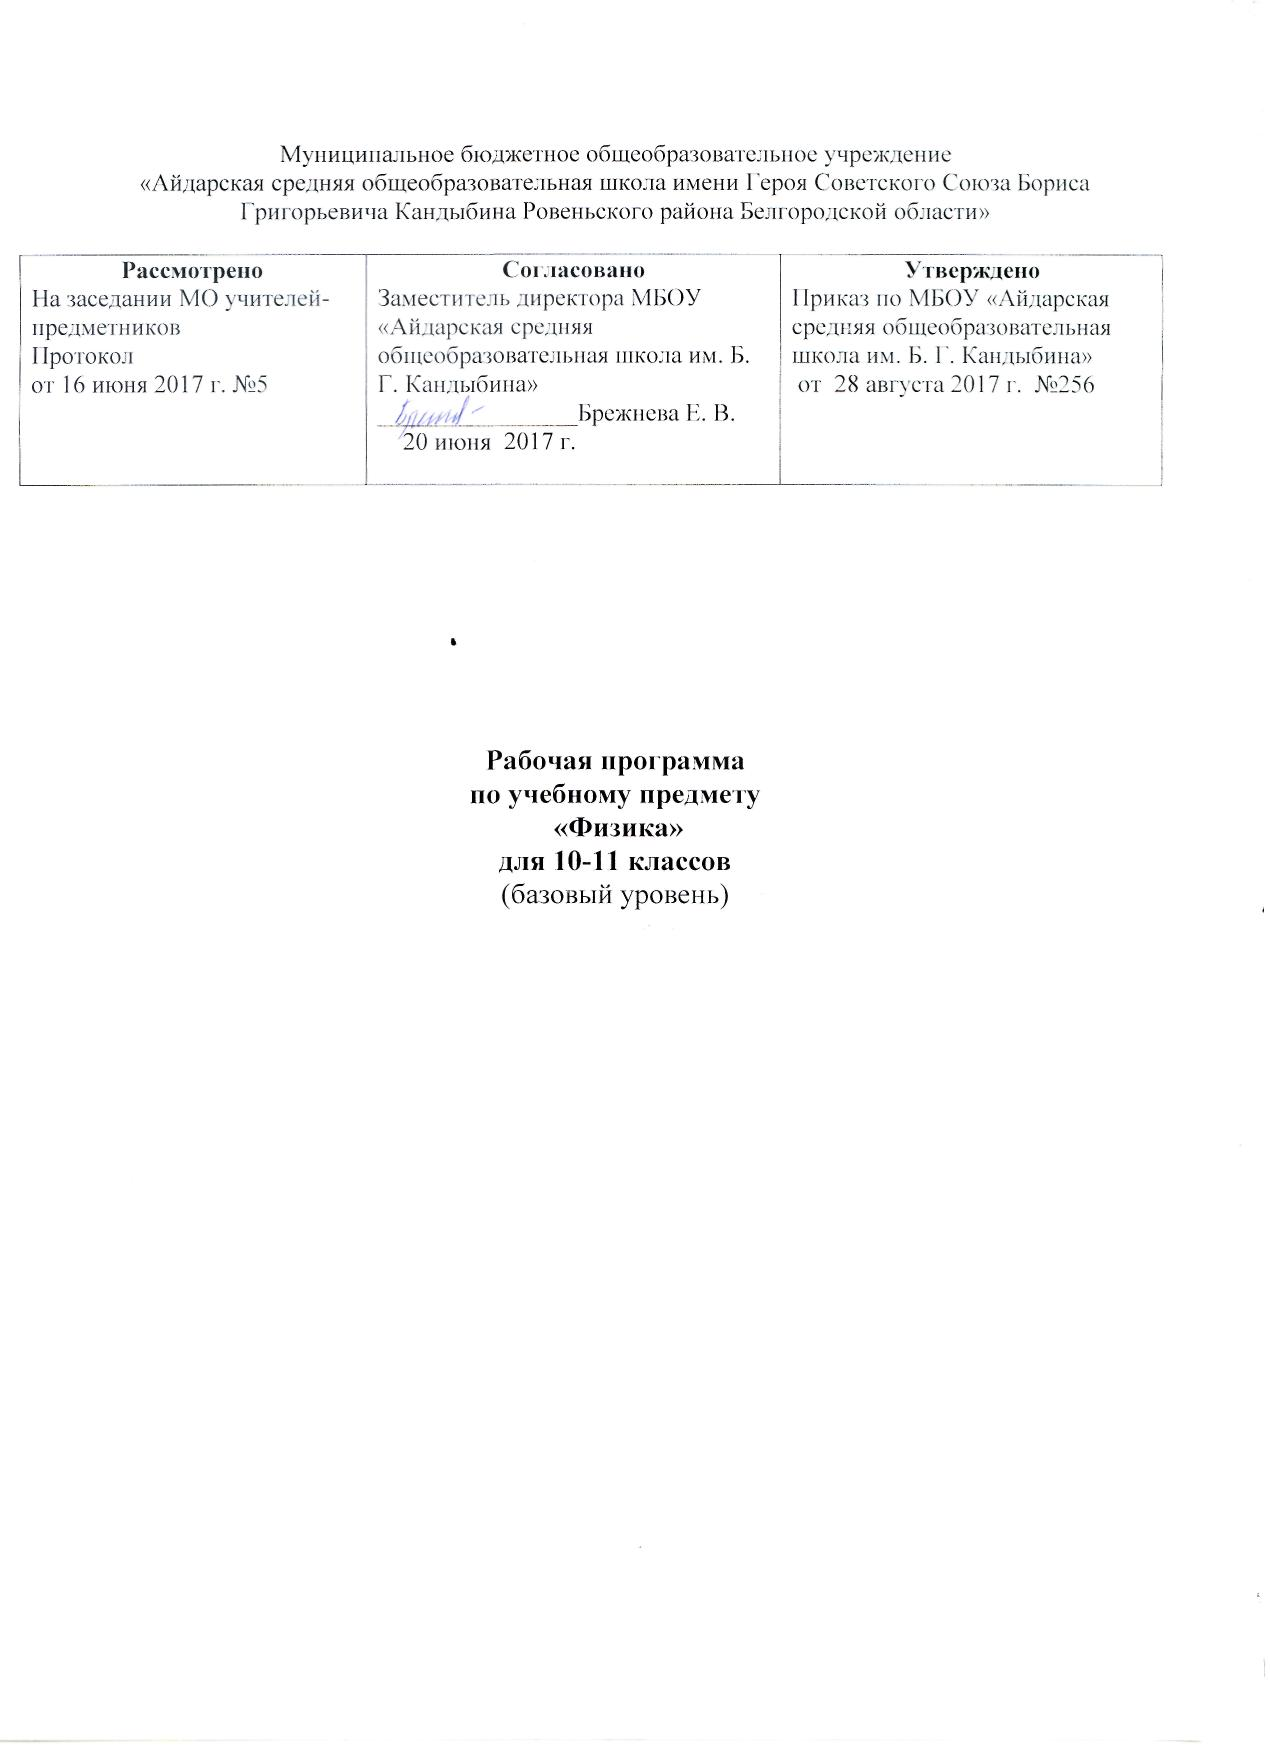 Муниципальное бюджетное общеобразовательное учреждение
«Айдарская средняя общеобразовательная школа имени Героя Советского Союза Бориса
Григорьевича Кандыбина Ровеньского района Белгородской области»
Рассмотрено
На заседании МО учителей-
предметников
Протокол
от 16 июня 2017 г. №5
Согласовано
Заместитель директора МБОУ
«Айдарская средняя
общеобразовательная школа им. Б.
Г. Кандыбина»
________________Брежнева Е. В.
20 июня 2017 г.
Утверждено
Приказ по МБОУ «Айдарская
средняя общеобразовательная
школа им. Б. Г. Кандыбина»
от 28 августа 2017 г. №256
Рабочая программа
по учебному предмету
«Физика»
для 10-11 классов
(базовый уровень)